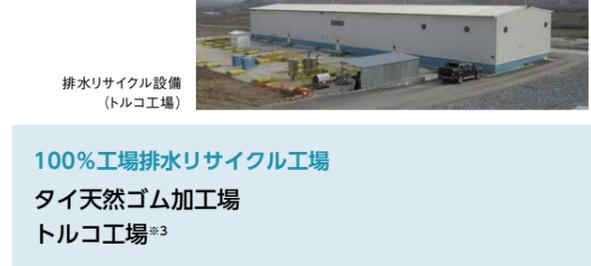 排水リサイクル設備
(トルコ工場)
100%工場排水リサイクル工場
タイ天然ゴム加工場
トルコ工場※3